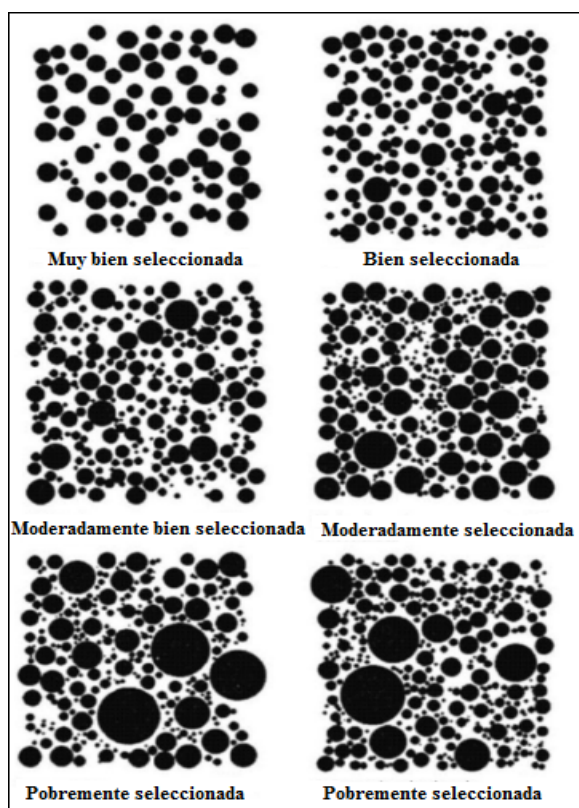 Muy bien seleccionada
Bien seleccionada
Moderadamente bien seleccionada
Moderadamente seleccionada
Pobremente seleccionada
Pobremente seleccionada